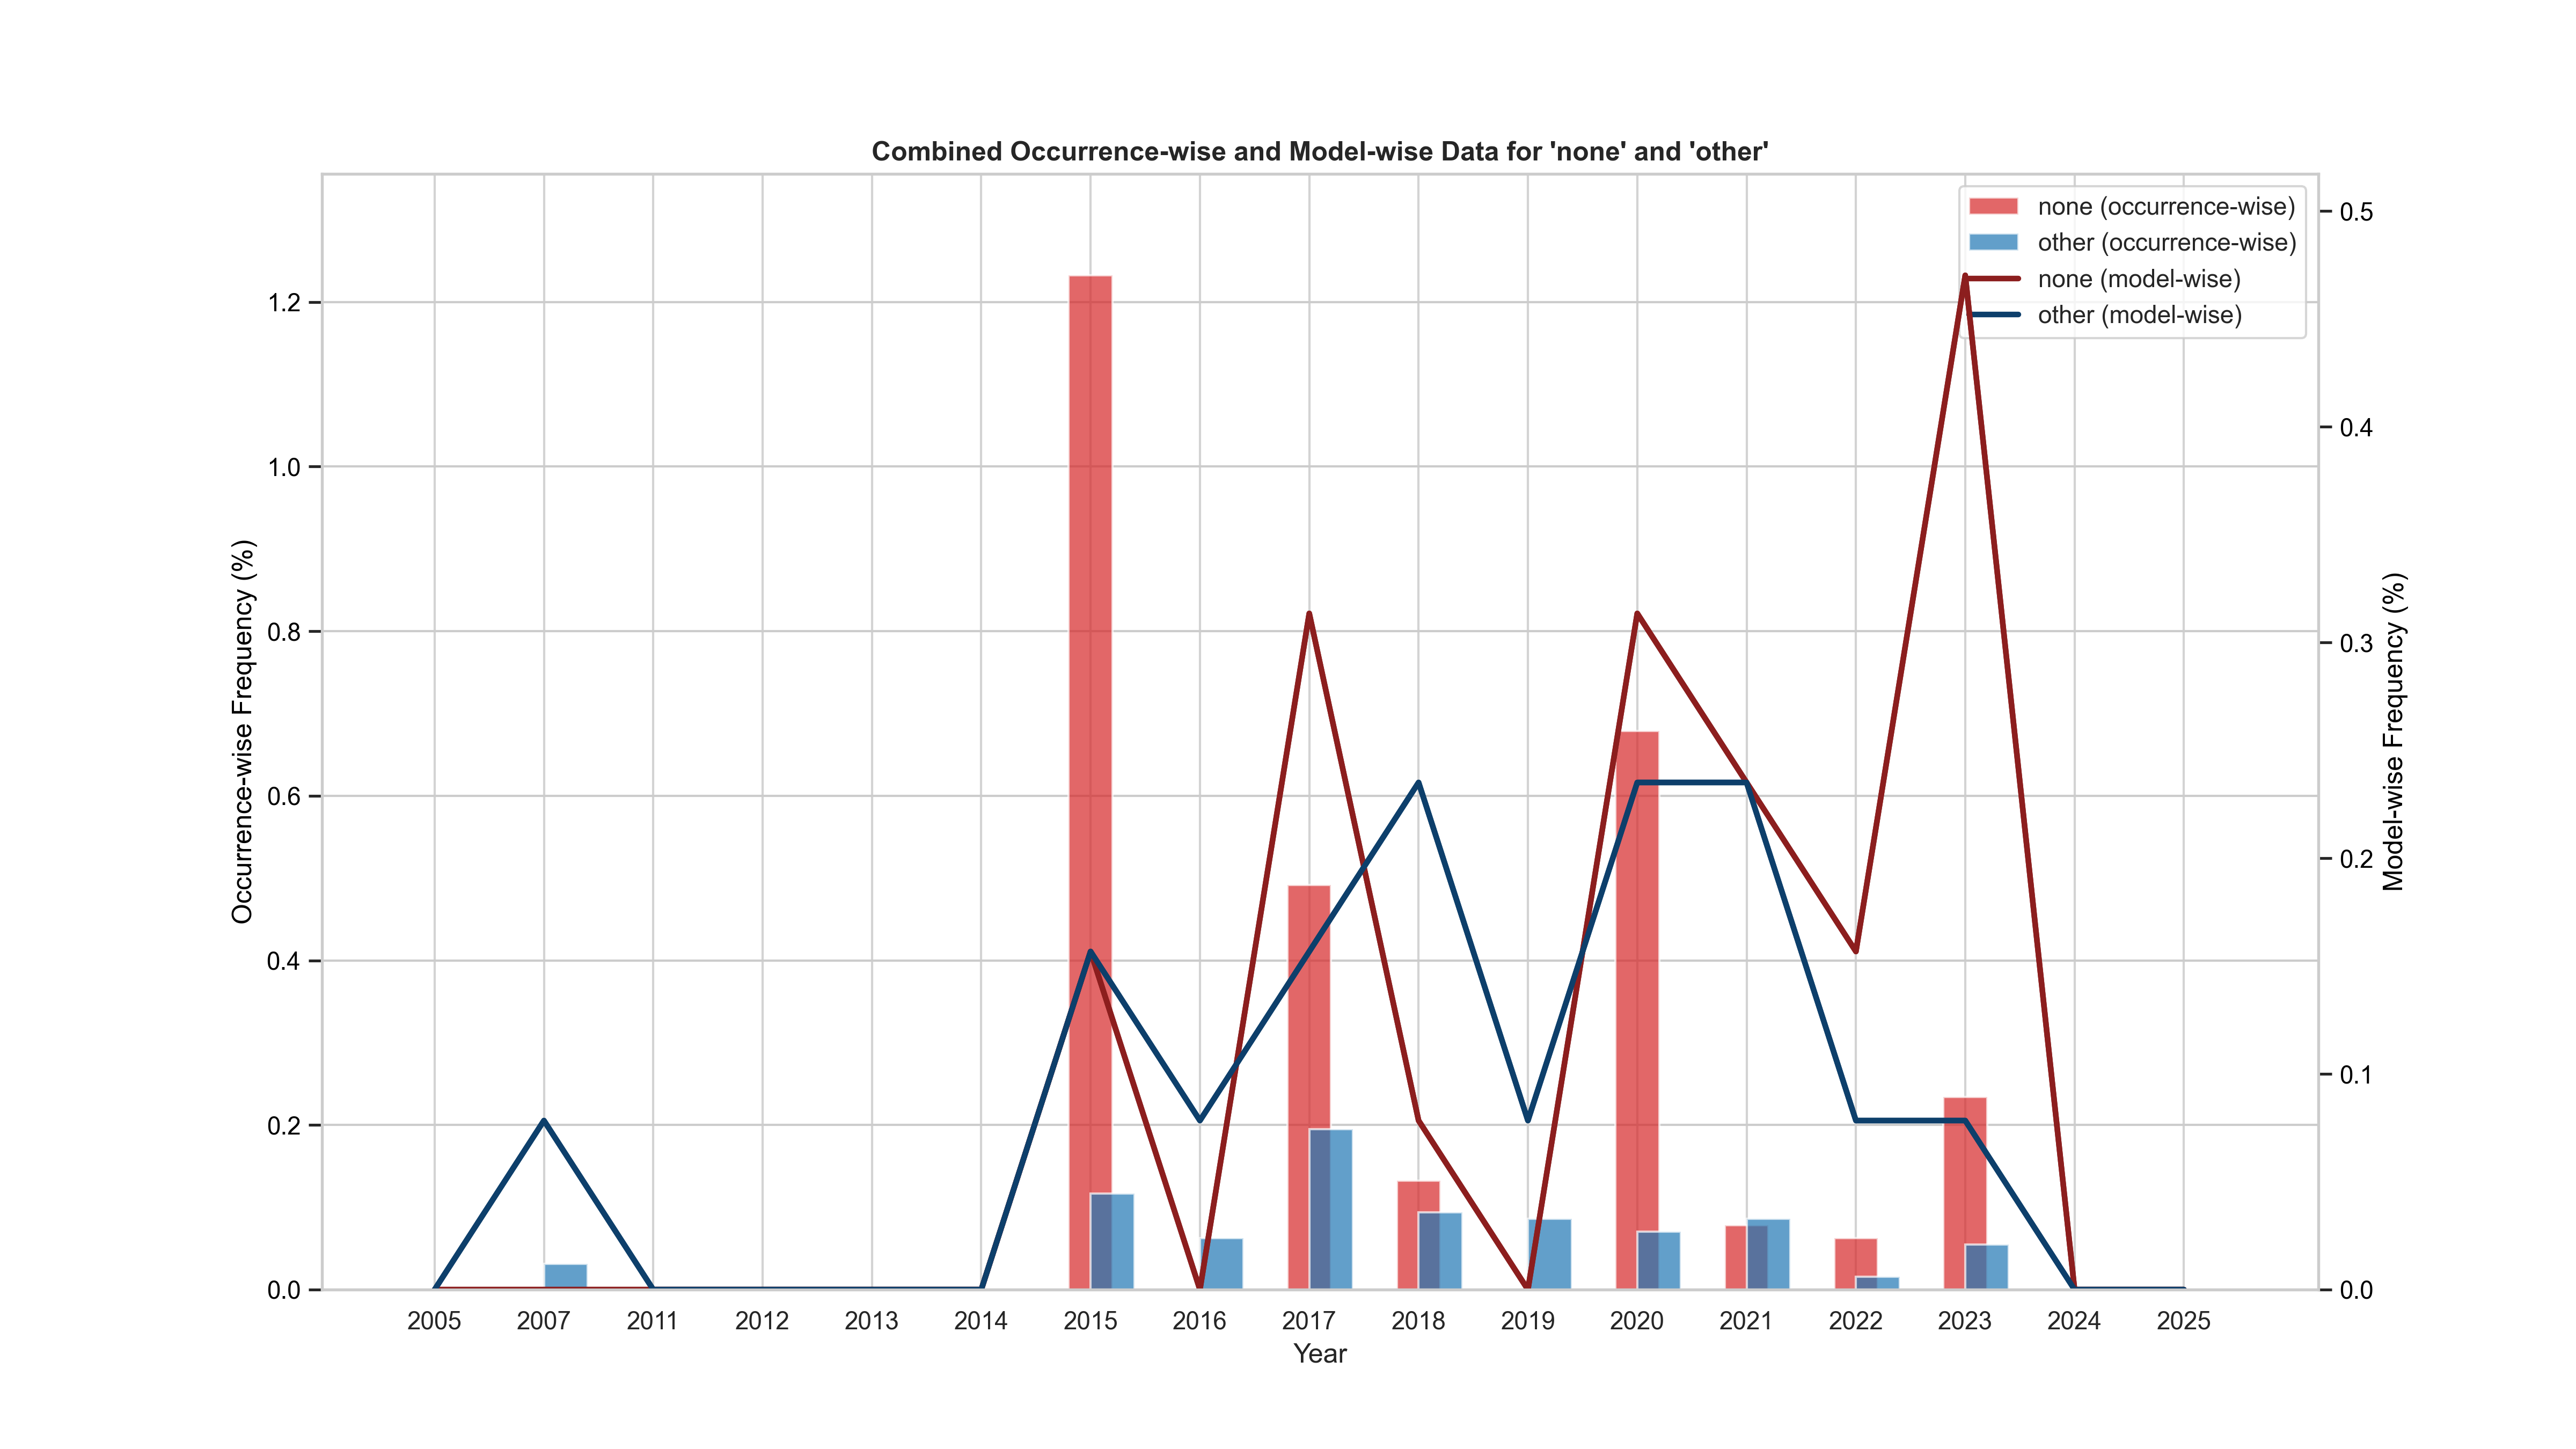 Combined Occurrence-wise and Model-wise Data for 'none' and 'other'
none (occurrence-wise)
other (occurrence-wise)
none (model-wise)
other (model-wise)
Occurrence-wise Frequency (%)
1.2
1.0
0.8
0.6
0.4
0.2
0.0
0.5
0.4
0.3
0.2
0.1
0.0
Model-wise Frequency (%)
2005 2007 2011 2012 2013 2014 2015 2016 2017 2018 2019 2020 2021 2022 2023 2024 2025
Year